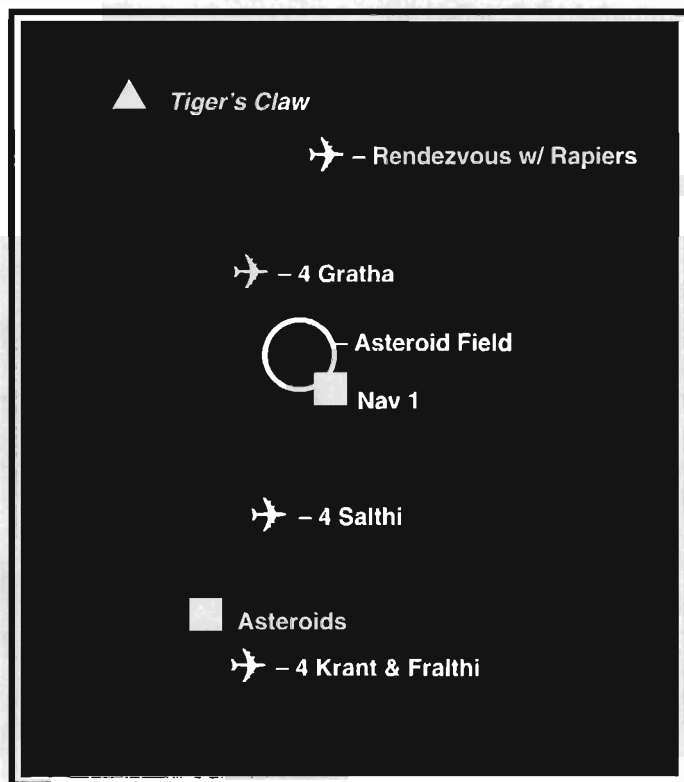 Tiger's Claw
– Rendezvous w/ Rapiers
– 4 Gratha
Asteroid Field
Nav 1
– 4 Salthi
Asteroids
– 4 Krant & Fralthi